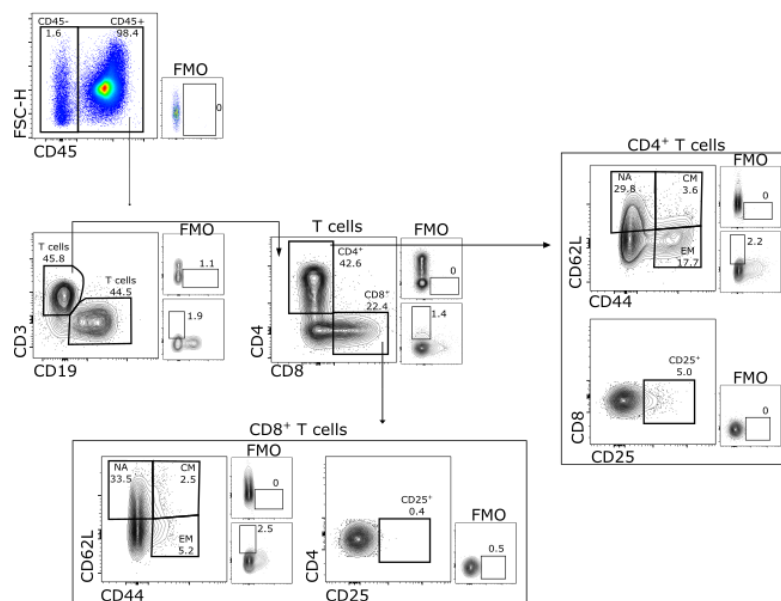 CD45- CD45+
1.6 98.4
FSC-H
CD45
FMO
0
T cells
45.8
T cells
44.5
CD3
CD19
FMO
1.1
1.9
T cells
CD4+
42.6
CD8+
22.4
CD4
CD8
FMO
0
1.4
CD4+ T cells
NA
29.8
CM
3.6
EM
17.7
CD62L
CD44
FMO
0
2.2
CD25+
5.0
CD8
CD25
FMO
0
CD8+ T cells
NA
33.5
CM
2.5
EM
5.2
CD62L
CD44
FMO
0
2.5
CD25+
0.4
CD4
CD25
FMO
0.5